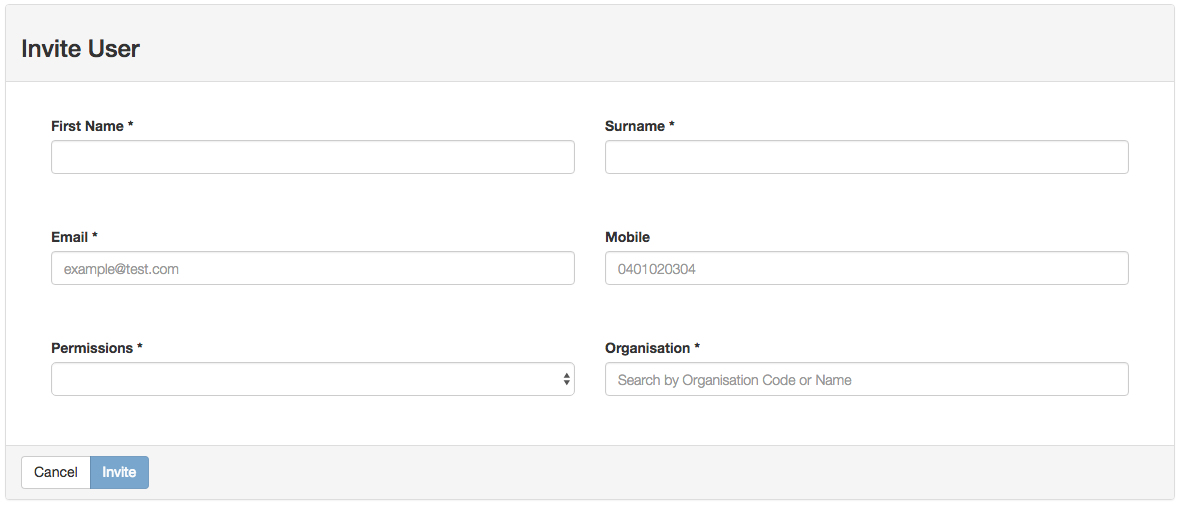 Invite User
First Name * Surname *
Email * Mobile
example@test.com 0401020304
Permissions * Organisation *
Search by Organisation Code or Name
Cancel Invite